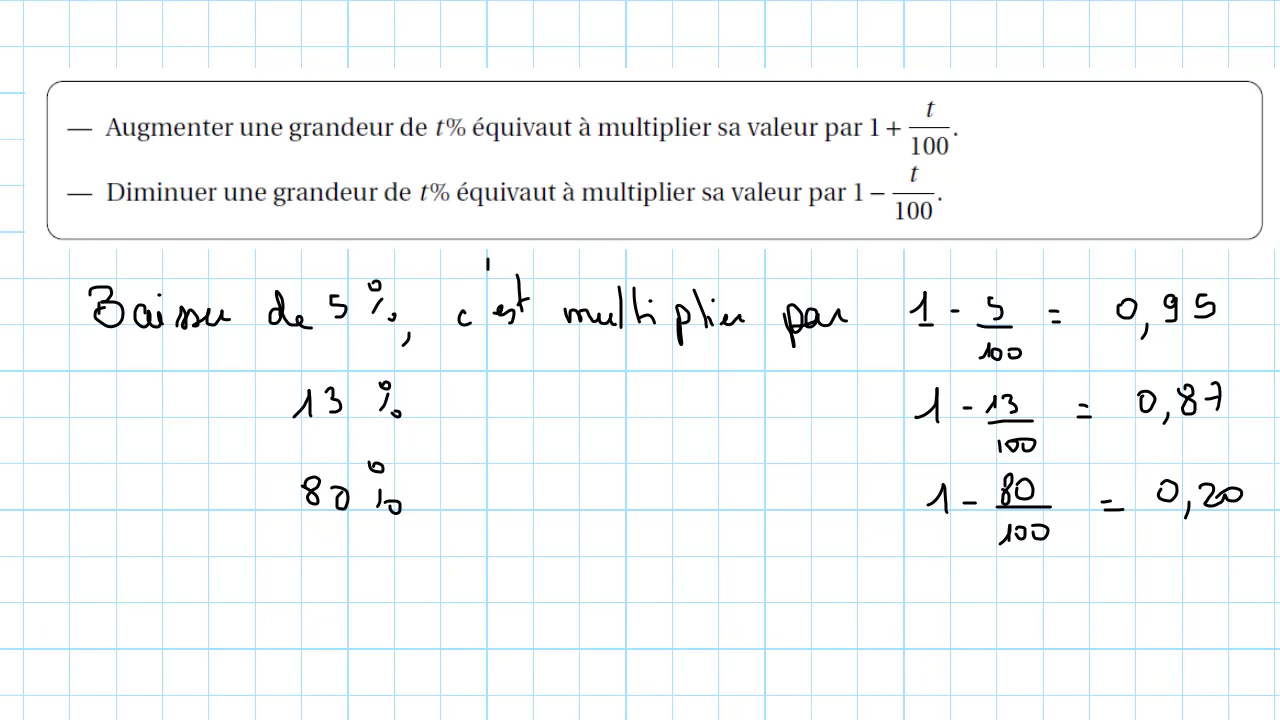 — Augmenter une grandeur de t% équivaut à multiplier sa valeur par 1 + t/100.
— Diminuer une grandeur de t% équivaut à multiplier sa valeur par 1 − t/100.
Baisser de 5 %, c'est multiplier par 1 - 5/100 = 0,95
13 % 1 - 13/100 = 0,87
80 % 1 - 80/100 = 0,20